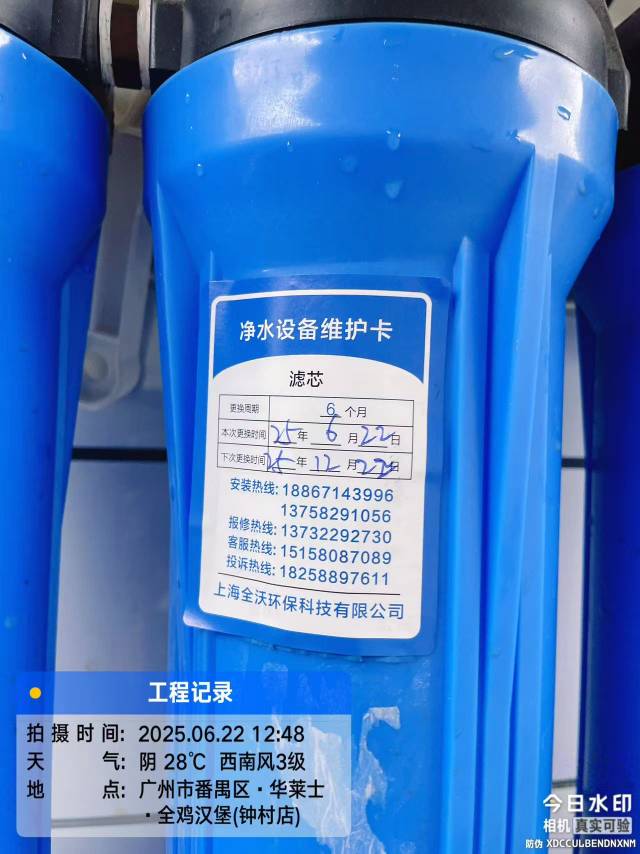 净水设备维护卡
滤芯
更换周期 6 个月
本次更换时间 25 年 6 月 22 日
下次更换时间 25 年 12 月 22 日
安装热线: 18867143996
13758291056
报修热线: 13732292730
客服热线: 15158087089
投诉热线: 18258897611
上海全沃环保科技有限公司
工程记录
拍摄时间: 2025.06.22 12:48
天气: 阴 28℃ 西南风3级
地点: 广州市番禺区·华莱士
·全鸡汉堡(钟村店)
今日水印
相机 真实可验
防伪 XDCCULBENDNXNM